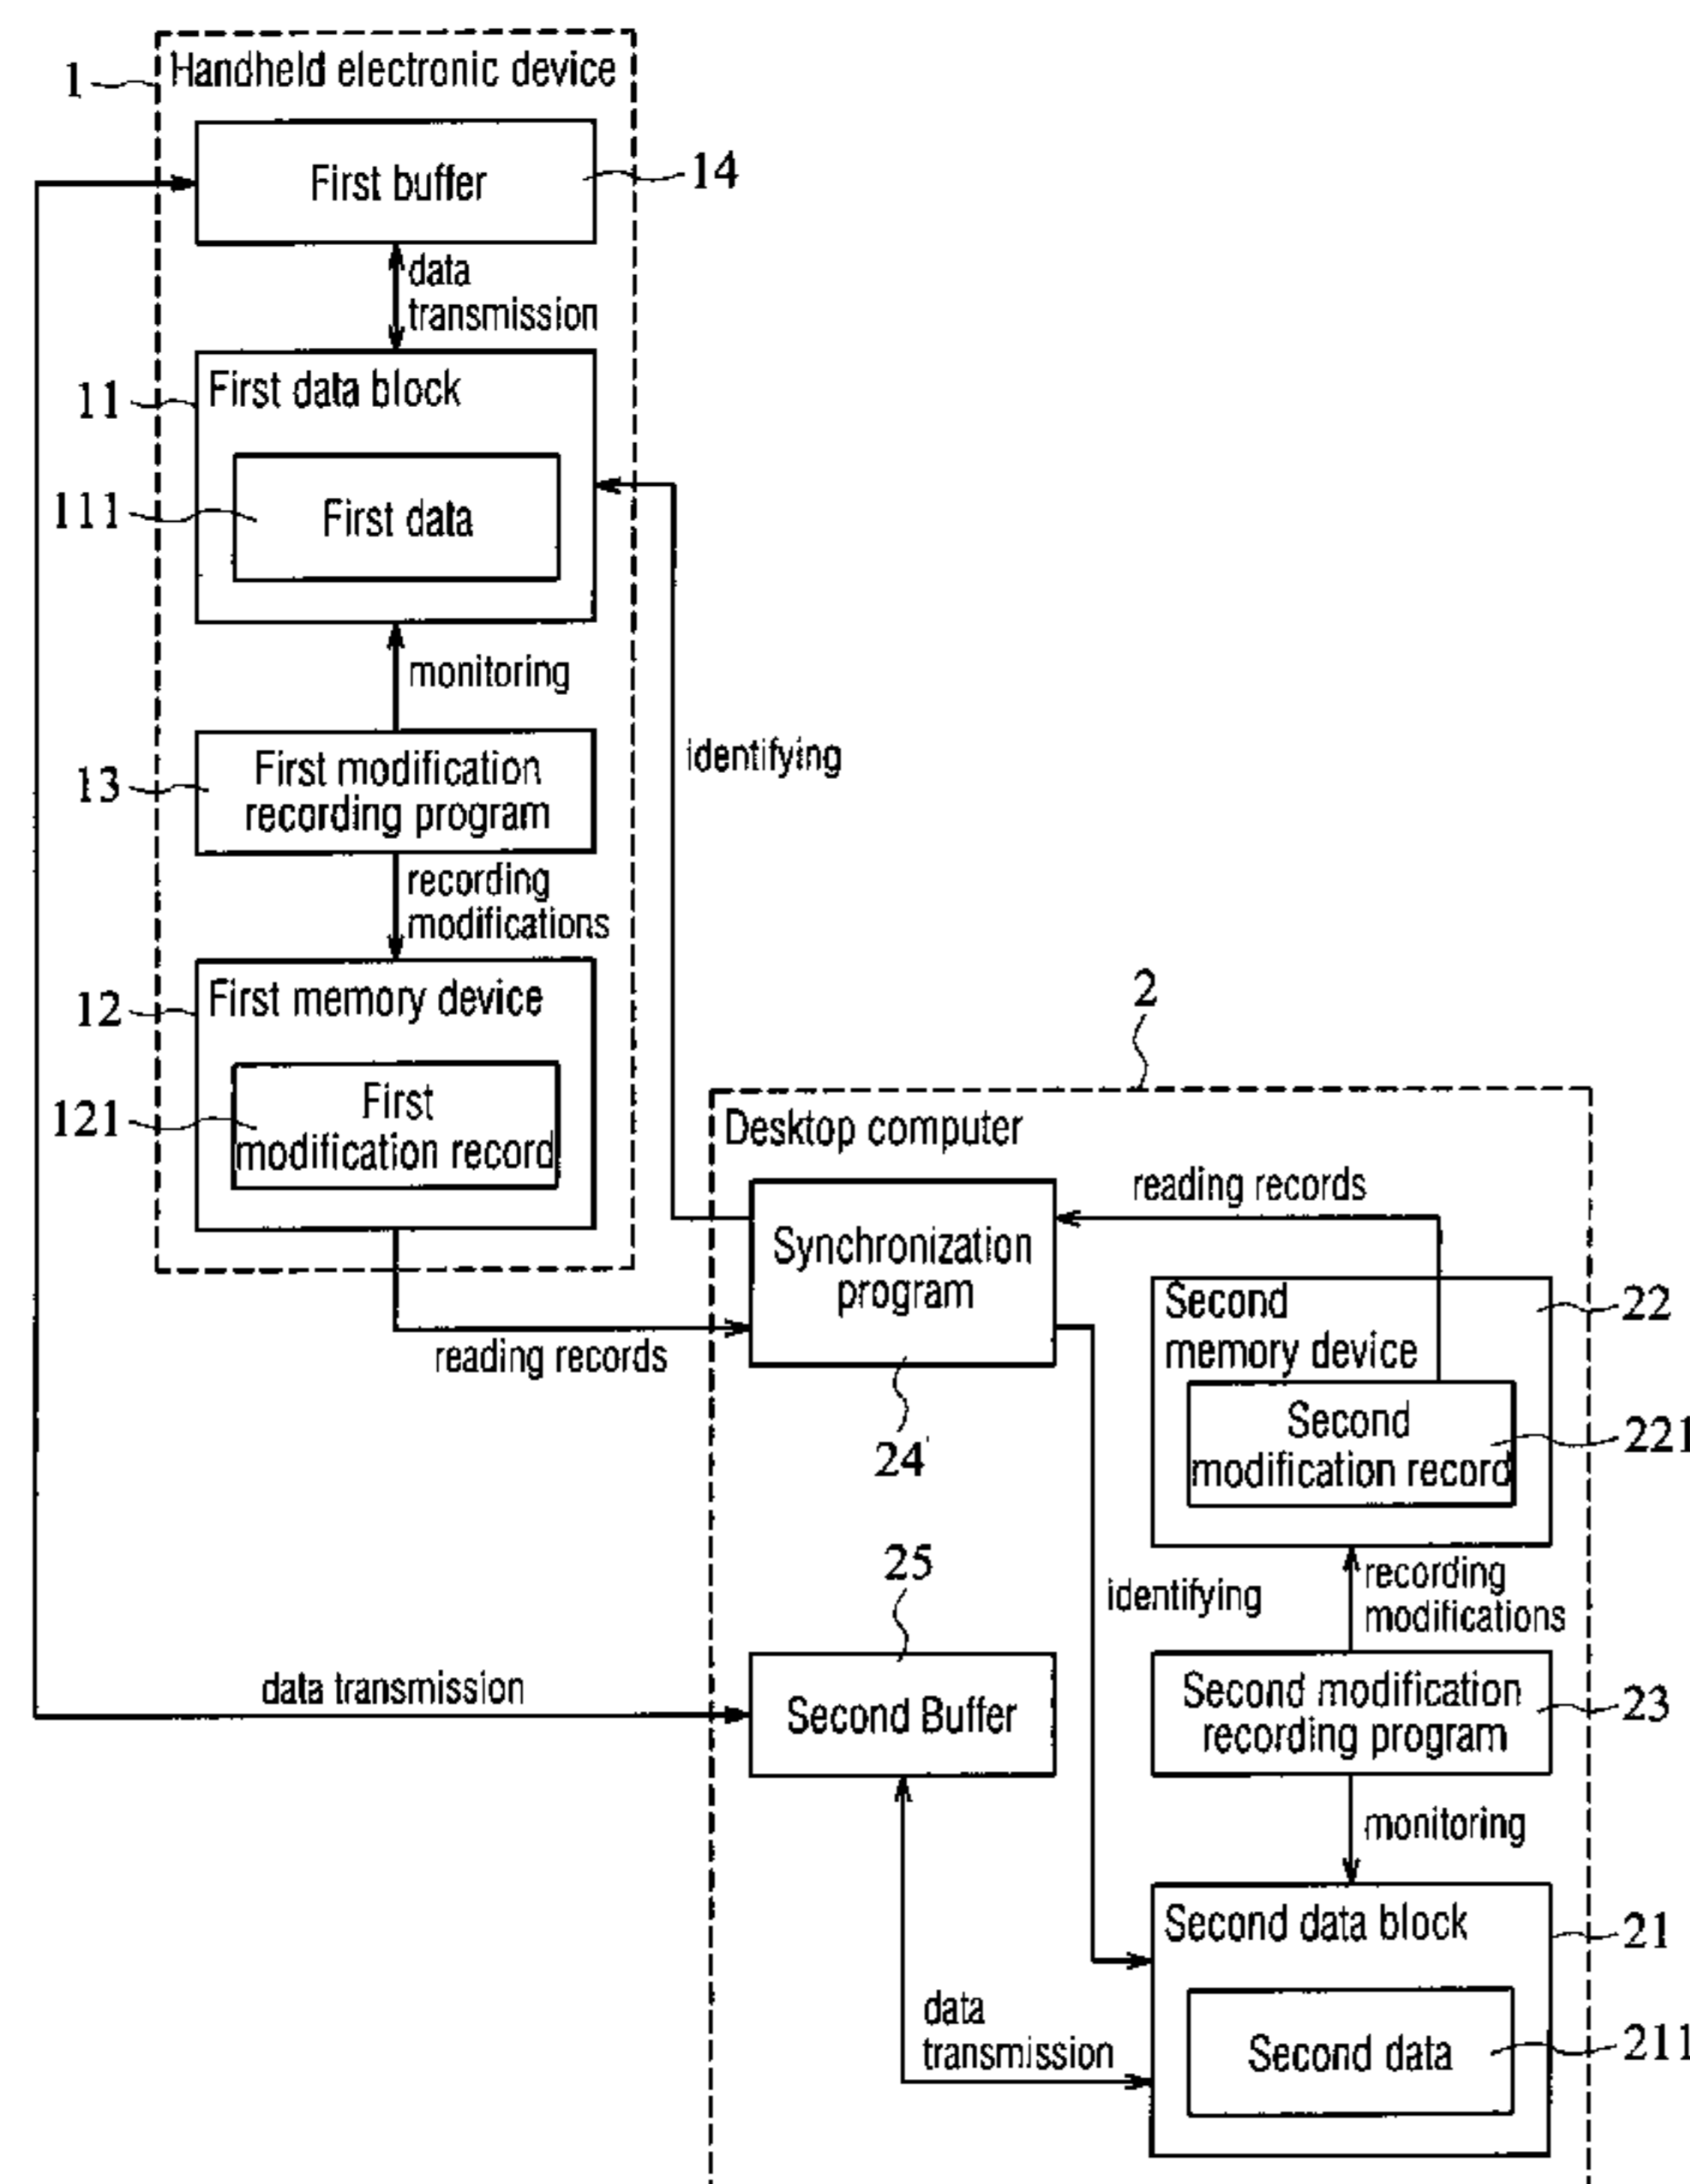 Handheld electronic device
1
First buffer
14
data
transmission
First data block
11
First data
111
monitoring
First modification
recording program
13
identifying
recording
modifications
First memory device
12
First
modification record
121
2
Desktop computer
reading records
Synchronization
program
24
reading records
Second
memory device
22
Second
modification record
221
25
identifying
recording
modifications
data transmission
Second Buffer
Second modification
recording program
23
monitoring
Second data block
21
data
transmission
Second data
211